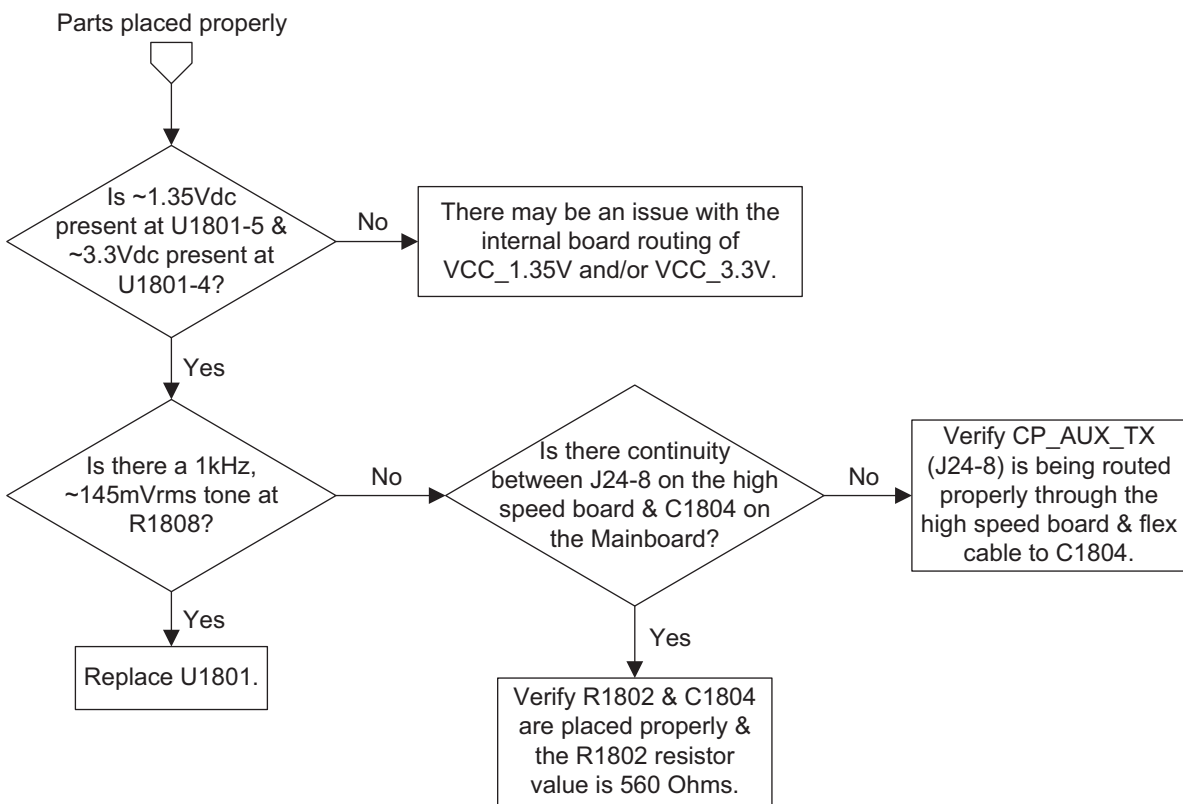 Parts placed properly
Is ~1.35Vdc
present at U1801-5 &
~3.3Vdc present at
U1801-4?
No
There may be an issue with the
internal board routing of
VCC_1.35V and/or VCC_3.3V.
Yes
Is there a 1kHz,
~145mVrms tone at
R1808?
No
Is there continuity
between J24-8 on the high
speed board & C1804 on
the Mainboard?
No
Verify CP_AUX_TX
(J24-8) is being routed
properly through the
high speed board & flex
cable to C1804.
Yes
Replace U1801.
Yes
Verify R1802 & C1804
are placed properly &
the R1802 resistor
value is 560 Ohms.